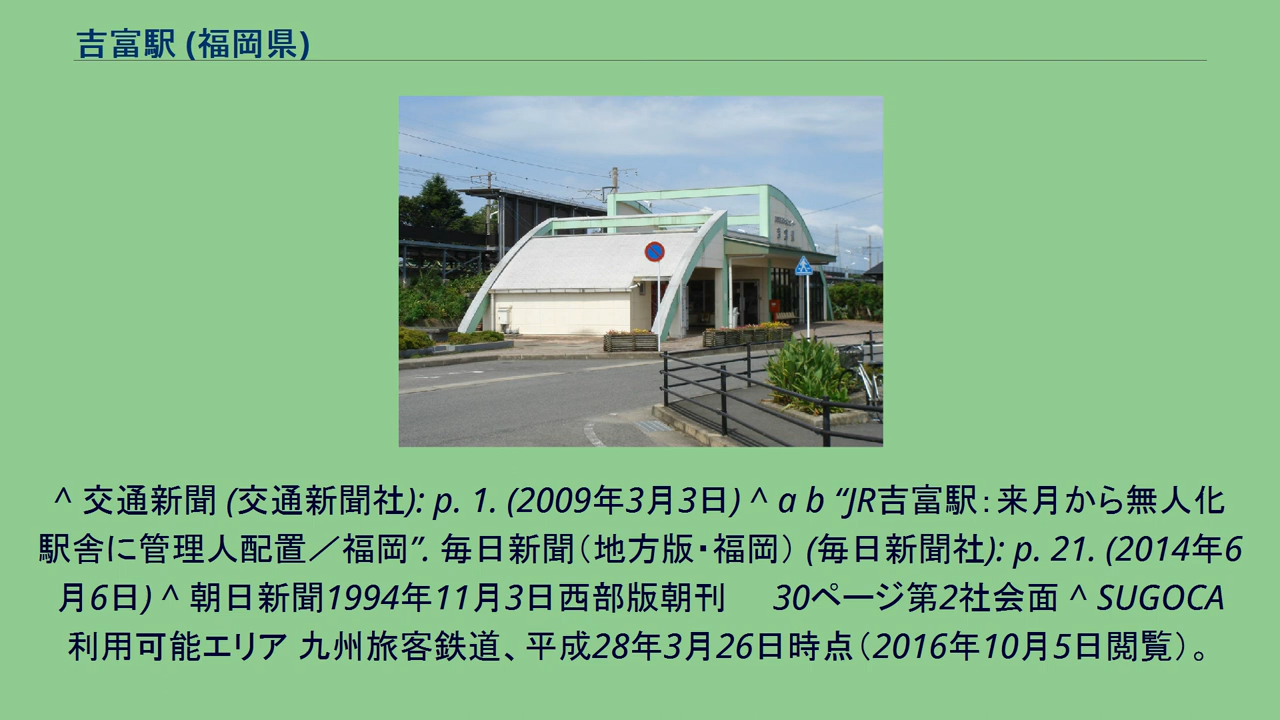 吉富駅 (福岡県)
^ 交通新聞 (交通新聞社): p. 1. (2009年3月3日) ^ a b “JR吉富駅：来月から無人化
駅舎に管理人配置／福岡”. 毎日新聞（地方版・福岡） (毎日新聞社): p. 21. (2014年6
月6日) ^ 朝日新聞1994年11月3日西部版朝刊　30ページ第2社会面 ^ SUGOCA
利用可能エリア 九州旅客鉄道、平成28年3月26日時点（2016年10月5日閲覧）。